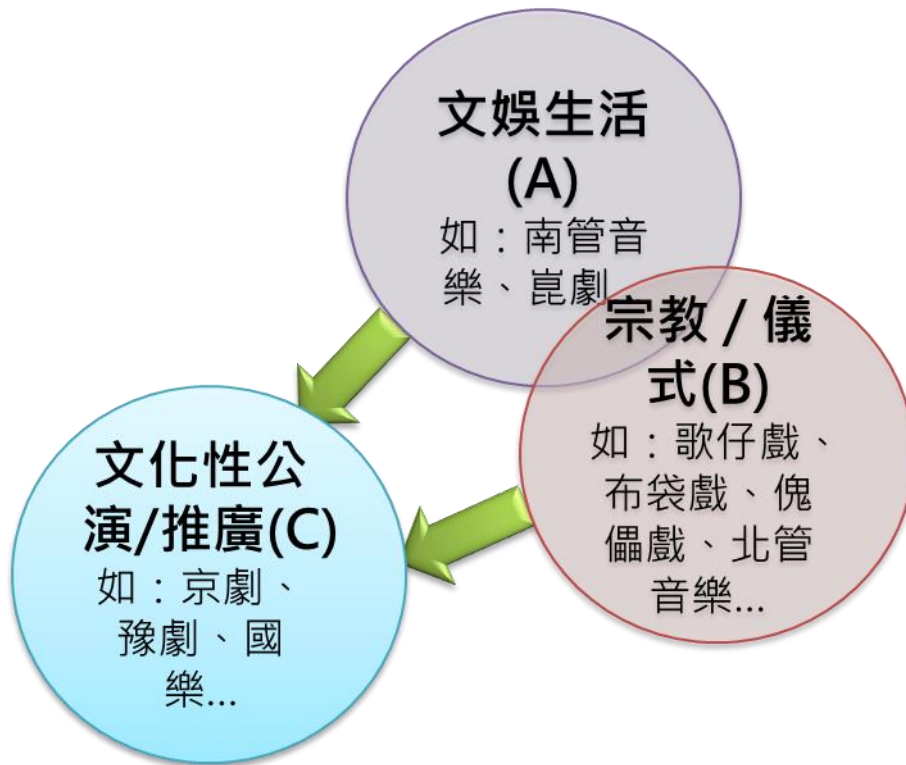 文娛生活
(A)
如：南管音
樂、崑劇
宗教 / 儀
式(B)
如：歌仔戲、
布袋戲、傀
儡戲、北管
音樂...
文化性公
演/推廣(C)
如：京劇、
豫劇、國
樂...